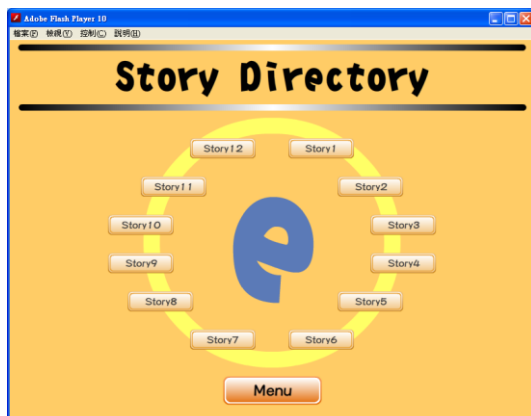 Adobe Flash Player 10
檔案(F) 檢視(V) 控制(C) 說明(H)
Story Directory
Story12 Story1
Story11 Story2
Story10 Story3
e
Story9 Story4
Story8 Story5
Story7 Story6
Menu